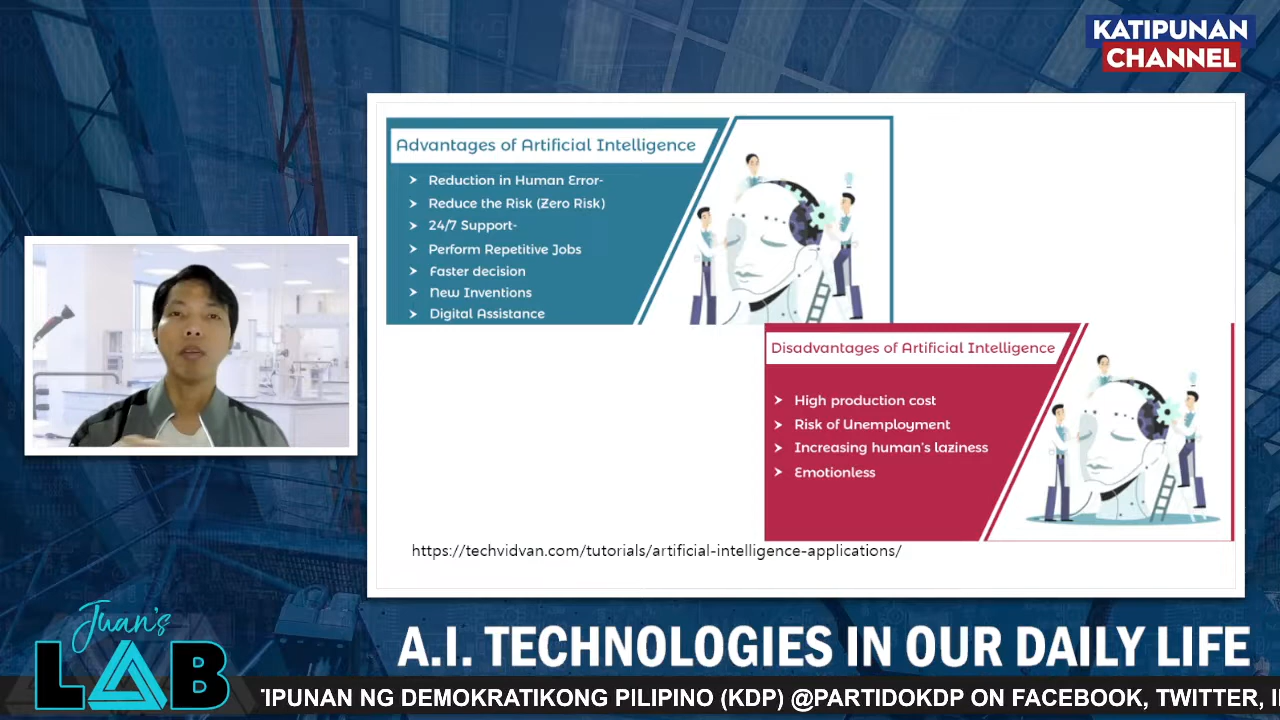 KATIPUNAN
CHANNEL
Advantages of Artificial Intelligence
➤ Reduction in Human Error-
➤ Reduce the Risk (Zero Risk)
➤ 24/7 Support-
➤ Perform Repetitive Jobs
➤ Faster decision
➤ New Inventions
➤ Digital Assistance
Disadvantages of Artificial Intelligence
➤ High production cost
➤ Risk of Unemployment
➤ Increasing human's laziness
➤ Emotionless
https://techvidvan.com/tutorials/artificial-intelligence-applications/
Juan's
LAB
A.I. TECHNOLOGIES IN OUR DAILY LIFE
TIPUNAN NG DEMOKRATIKONG PILIPINO (KDP) @PARTIDOKDP ON FACEBOOK, TWITTER, I